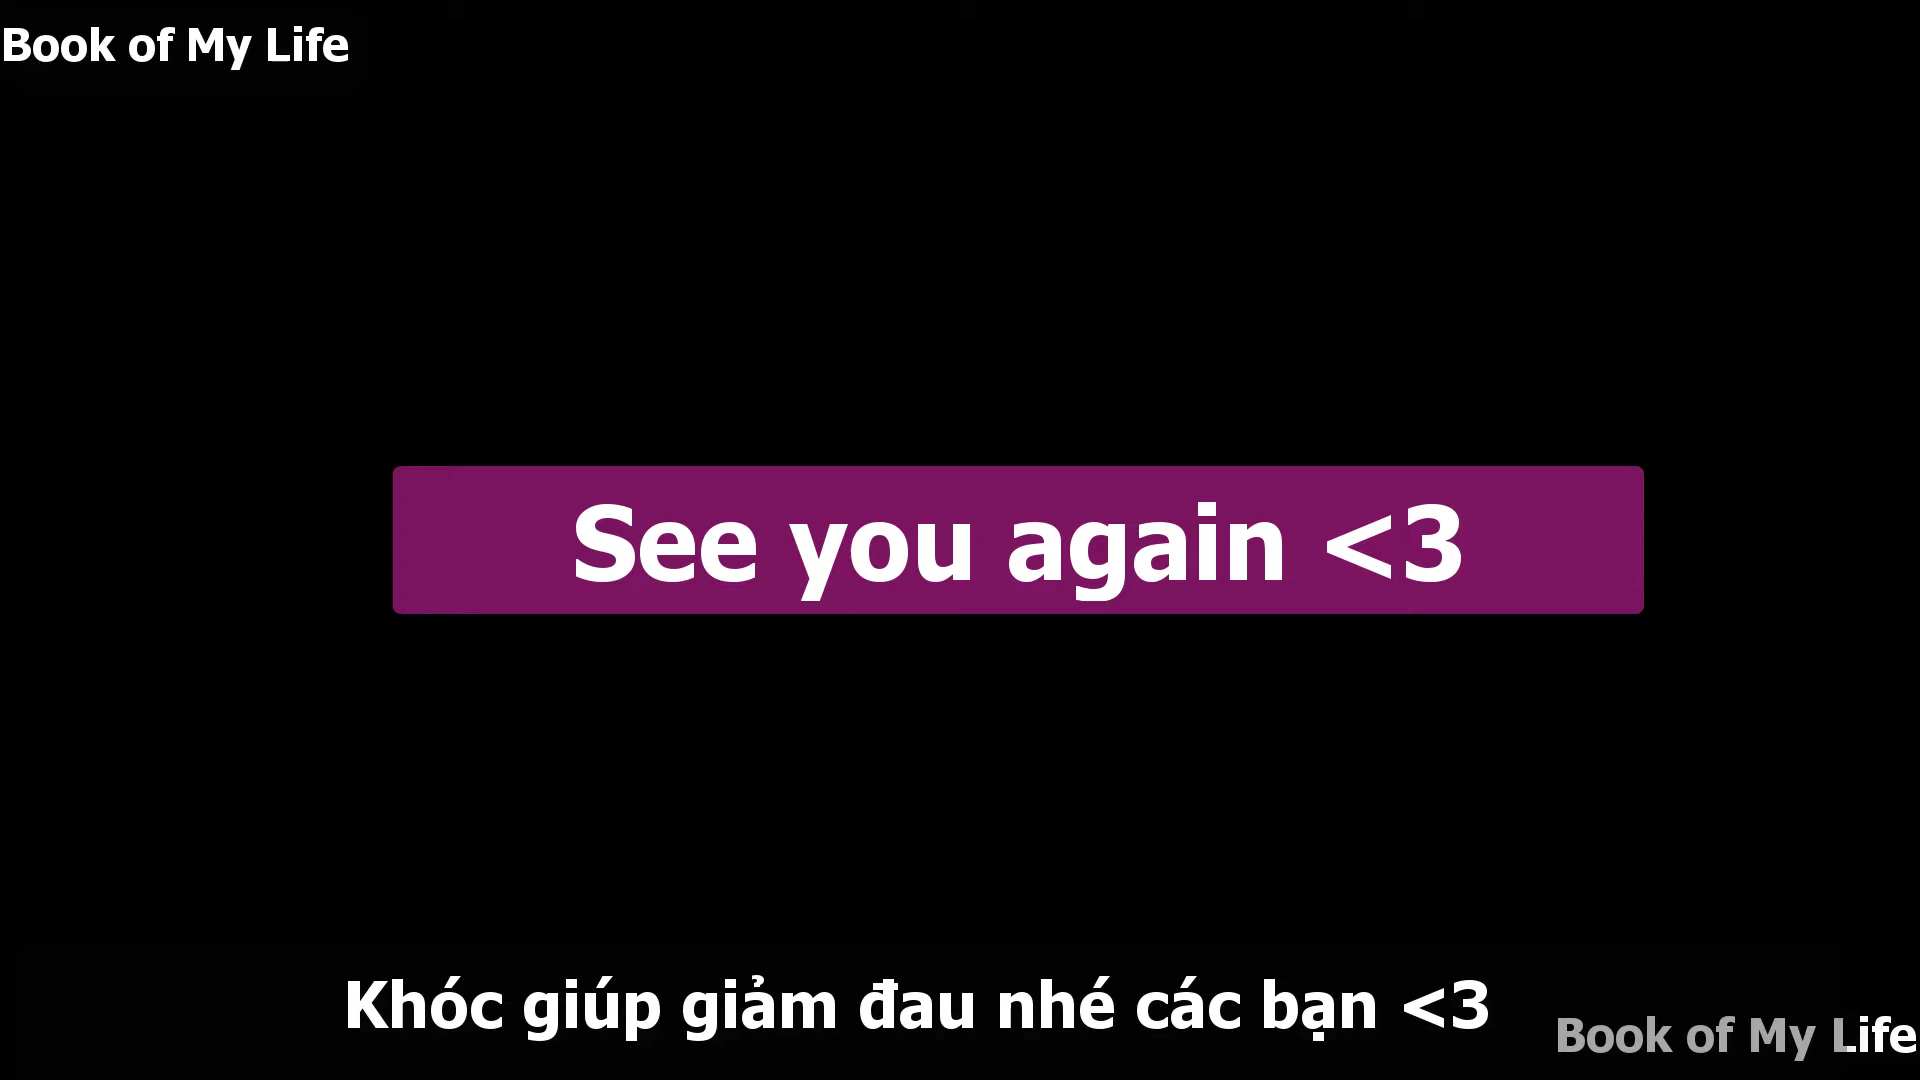 Book of My Life
See you again <3
Khóc giúp giảm đau nhé các bạn <3
Book of My Life